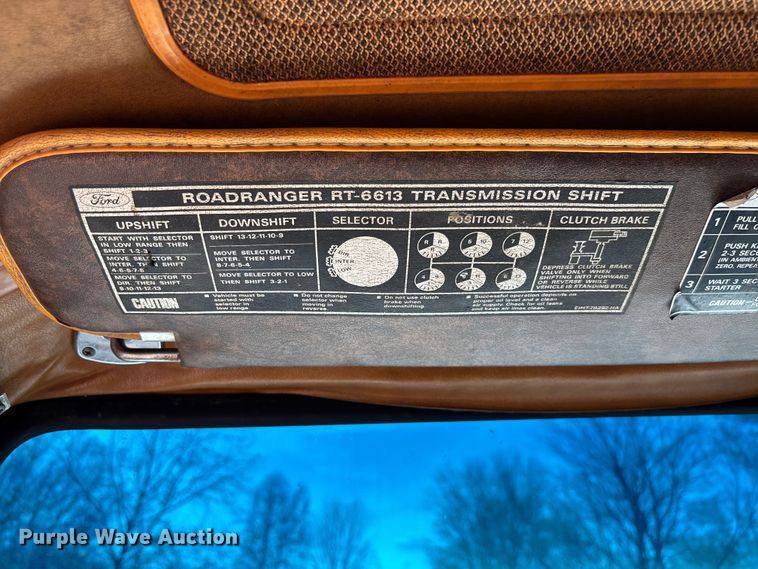 Ford
ROADRANGER RT-6613 TRANSMISSION SHIFT
UPSHIFT
START WITH SELECTOR
IN LOW RANGE THEN
SHIFT 1-2-3
MOVE SELECTOR TO
INTER, THEN SHIFT
4-5-6-7-8
MOVE SELECTOR TO
DIR. THEN SHIFT
9-10-11-12-13
DOWNSHIFT
SHIFT 13-12-11-10-9
MOVE SELECTOR TO
INTER, THEN SHIFT
8-7-6-5-4
MOVE SELECTOR TO LOW
THEN SHIFT 3-2-1
SELECTOR
DIR.
INTER
LOW
POSITIONS
R R
5 10
7 12
CLUTCH BRAKE
DEPRESS CLUTCH BRAKE
VALVE ONLY WHEN
SHIFTING INTO FORWARD
OR REVERSE WHILE
VEHICLE IS STANDING STILL
CAUTION
Vehicle must be
started with
selector in
low range.
Do not change
selector when
moving in
reverse.
Do not use clutch
brake when
downshifting.
Successful operation depends on
proper oil level and a clean
air supply. Check for oil leaks
and keep air lines clean.
1 PULL
FILL
2 PUSH
2-3 SEC
(IN AMBIENT
ZERO, REPEAT
3 WAIT 3 SEC
STARTER
CAUTION
Purple Wave Auction